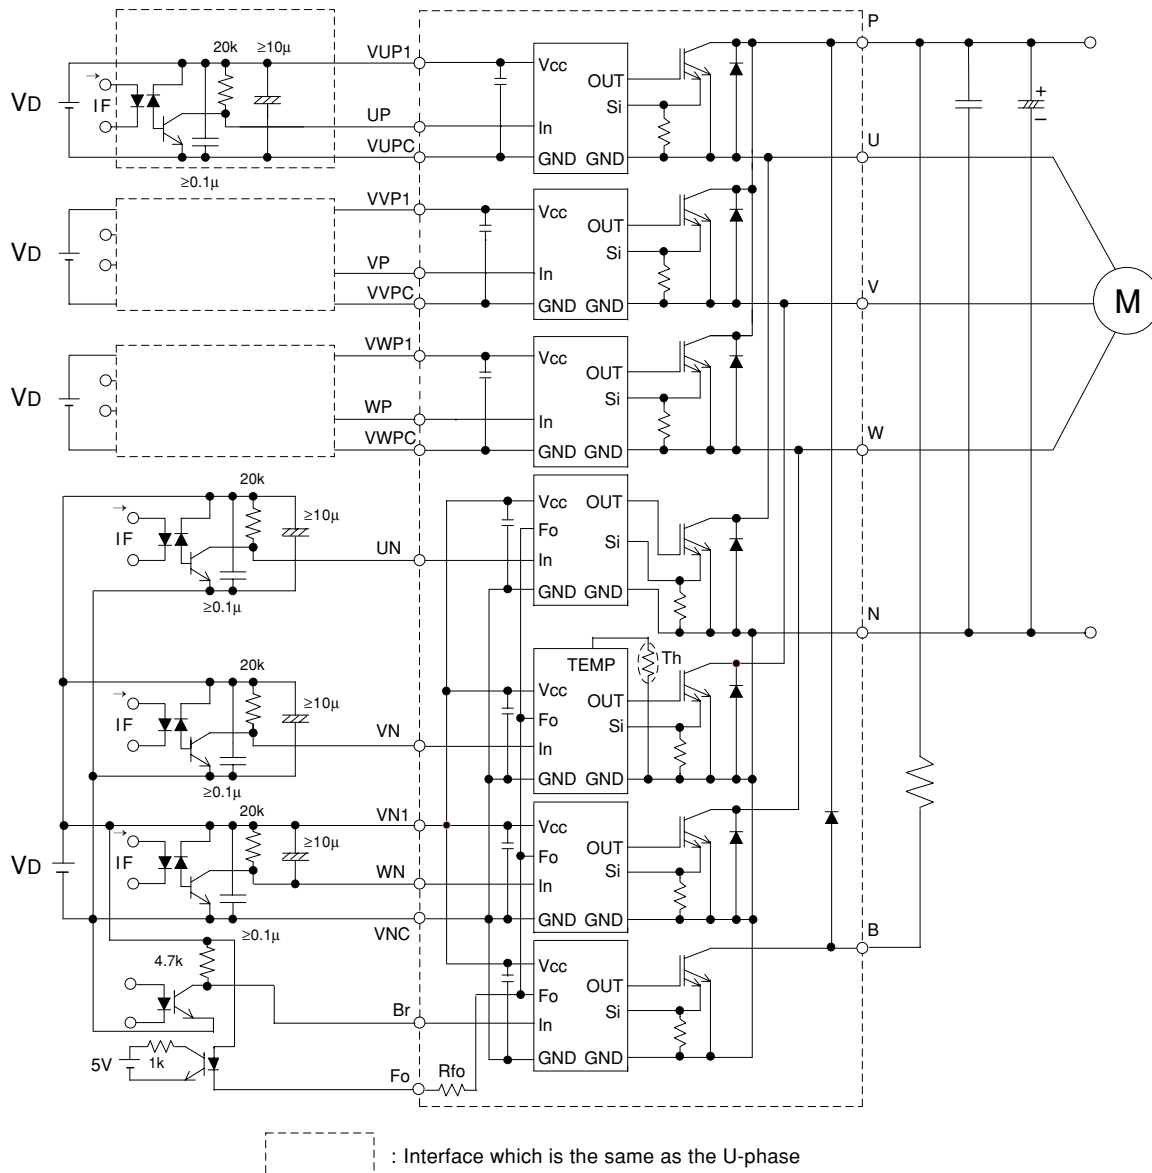 P
20k
≥10µ
VUP1
Vcc
OUT
Si
+
–
→
IF
VD
UP
In
U
VUPC
GND
GND
≥0.1µ
VVP1
Vcc
OUT
Si
VD
VP
In
VVPC
GND
GND
V
M
VWP1
Vcc
OUT
Si
VD
WP
In
VWPC
GND
GND
W
20k
→
IF
≥10µ
Vcc
OUT
Fo
Si
UN
In
GND
GND
≥0.1µ
N
20k
→
IF
≥10µ
TEMP
Th
Vcc
OUT
Fo
Si
VN
In
GND
GND
≥0.1µ
20k
VN1
Vcc
→
IF
≥10µ
OUT
Fo
Si
VD
WN
In
GND
GND
VNC
≥0.1µ
B
4.7k
Vcc
OUT
Fo
Si
Br
In
GND
GND
5V
1k
Fo
Rfo
: Interface which is the same as the U-phase